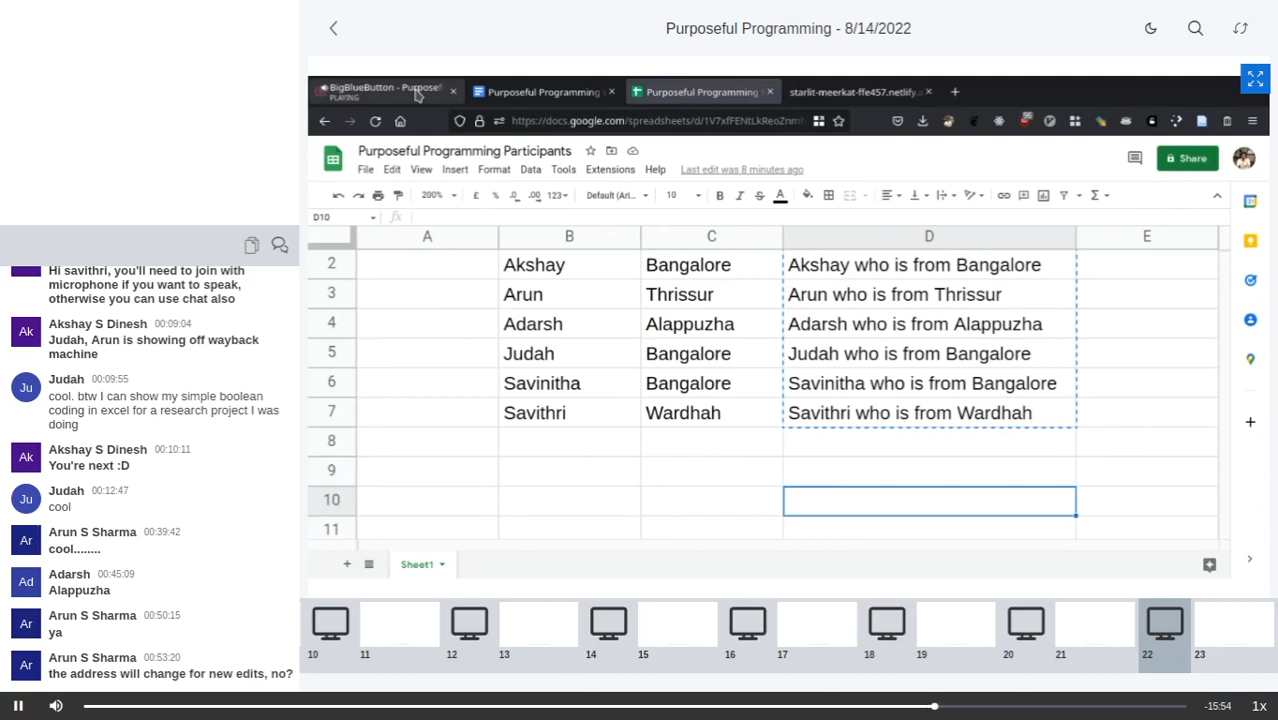 Purposeful Programming - 8/14/2022
Hi savithri, you'll need to join with
microphone if you want to speak,
otherwise you can use chat also
Ak
Akshay S Dinesh 00:09:04
Judah, Arun is showing off wayback
machine
Ju
Judah 00:09:55
cool. btw I can show my simple boolean
coding in excel for a research project I was
doing
Ak
Akshay S Dinesh 00:10:11
You're next :D
Ju
Judah 00:12:47
cool
Ar
Arun S Sharma 00:39:42
cool........
Ad
Adarsh 00:45:09
Alappuzha
Ar
Arun S Sharma 00:50:15
ya
Ar
Arun S Sharma 00:53:20
the address will change for new edits, no?
BigBlueButton - Purposef
PLAYING
Purposeful Programming
Purposeful Programming
starlit-meerkat-ffe457.netlify.
https://docs.google.com/spreadsheets/d/
Purposeful Programming Participants
File Edit View Insert Format Data Tools Extensions Help Last edit was 8 minutes ago
Share
200% £ % .0 .00 123 Default (Ari... 10 B I S A
D10 fx
A B C D E
2 Akshay Bangalore Akshay who is from Bangalore
3 Arun Thrissur Arun who is from Thrissur
4 Adarsh Alappuzha Adarsh who is from Alappuzha
5 Judah Bangalore Judah who is from Bangalore
6 Savinitha Bangalore Savinitha who is from Bangalore
7 Savithri Wardhah Savithri who is from Wardhah
8
9
10
11
Sheet1
10 11 12 13 14 15 16 17 18 19 20 21 22 23
-15:54 1x